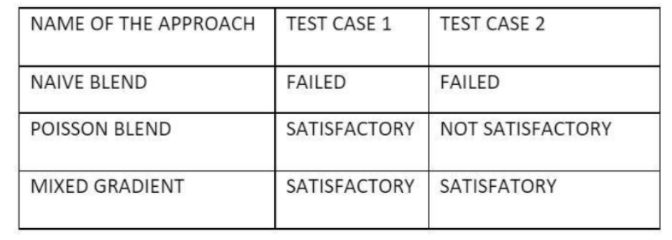 NAME OF THE APPROACH TEST CASE 1 TEST CASE 2
NAIVE BLEND FAILED FAILED
POISSON BLEND SATISFACTORY NOT SATISFACTORY
MIXED GRADIENT SATISFACTORY SATISFATORY